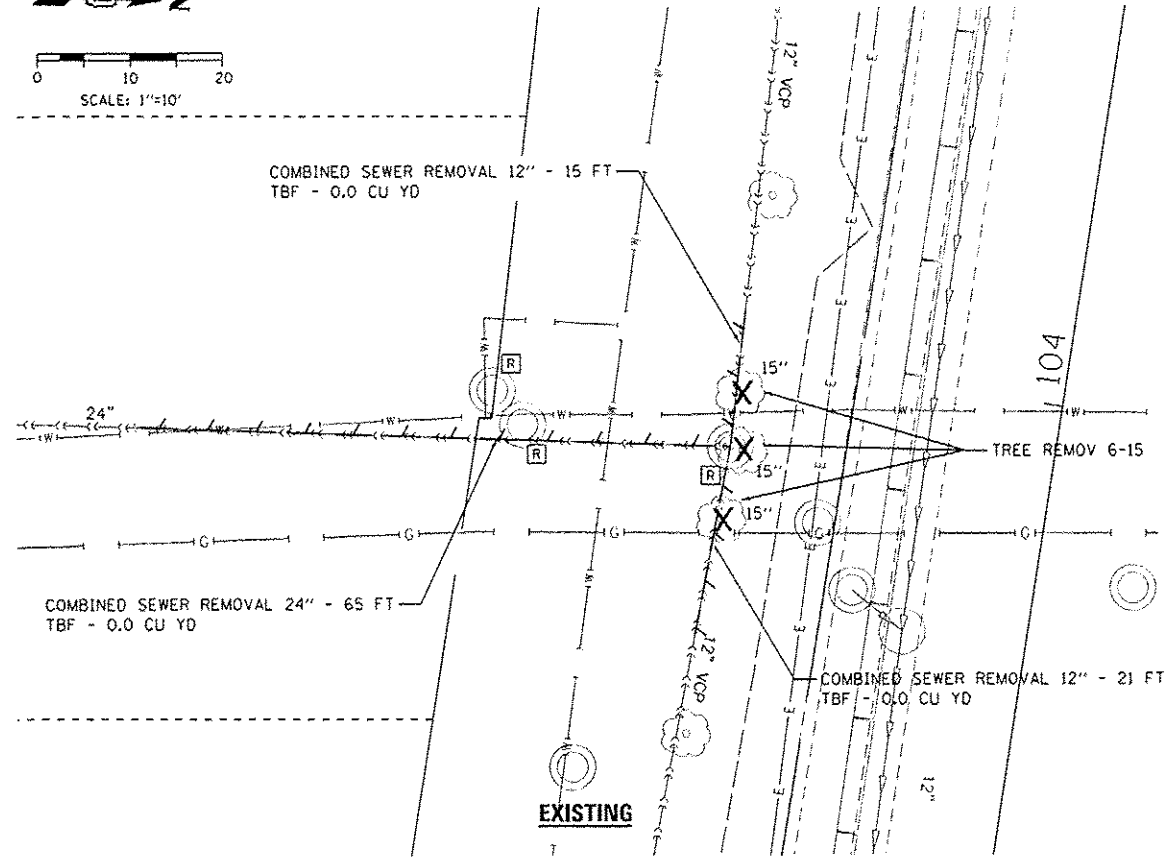 Z
0 10 20
SCALE: 1"=10'
12" VCP
COMBINED SEWER REMOVAL 12" - 15 FT
TBF - 0.0 CU YD
W
W
W
W
E
E
E
E
104
R
15"
24"
W
W
W
W
W
W
R
15"
R
TREE REMOV 6-15
15"
G
G
G
G
G
E
W
COMBINED SEWER REMOVAL 24" - 65 FT
TBF - 0.0 CU YD
E
12" VCP
COMBINED SEWER REMOVAL 12" - 21 FT
TBF - 0.0 CU YD
E
W
E
12"
EXISTING